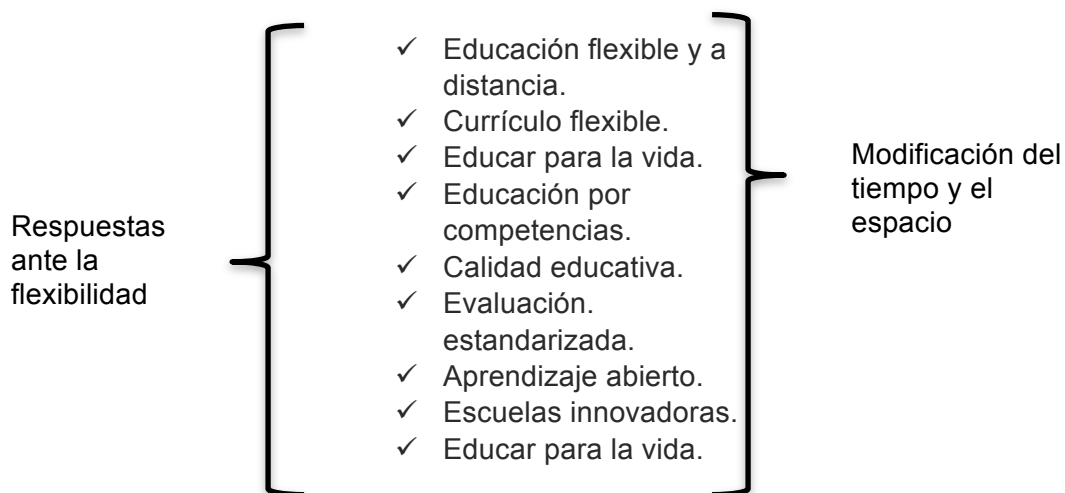 Respuestas
ante la
flexibilidad
✓ Educación flexible y a
distancia.
✓ Currículo flexible.
✓ Educar para la vida.
✓ Educación por
competencias.
✓ Calidad educativa.
✓ Evaluación.
estandarizada.
✓ Aprendizaje abierto.
✓ Escuelas innovadoras.
✓ Educar para la vida.
Modificación del
tiempo y el
espacio